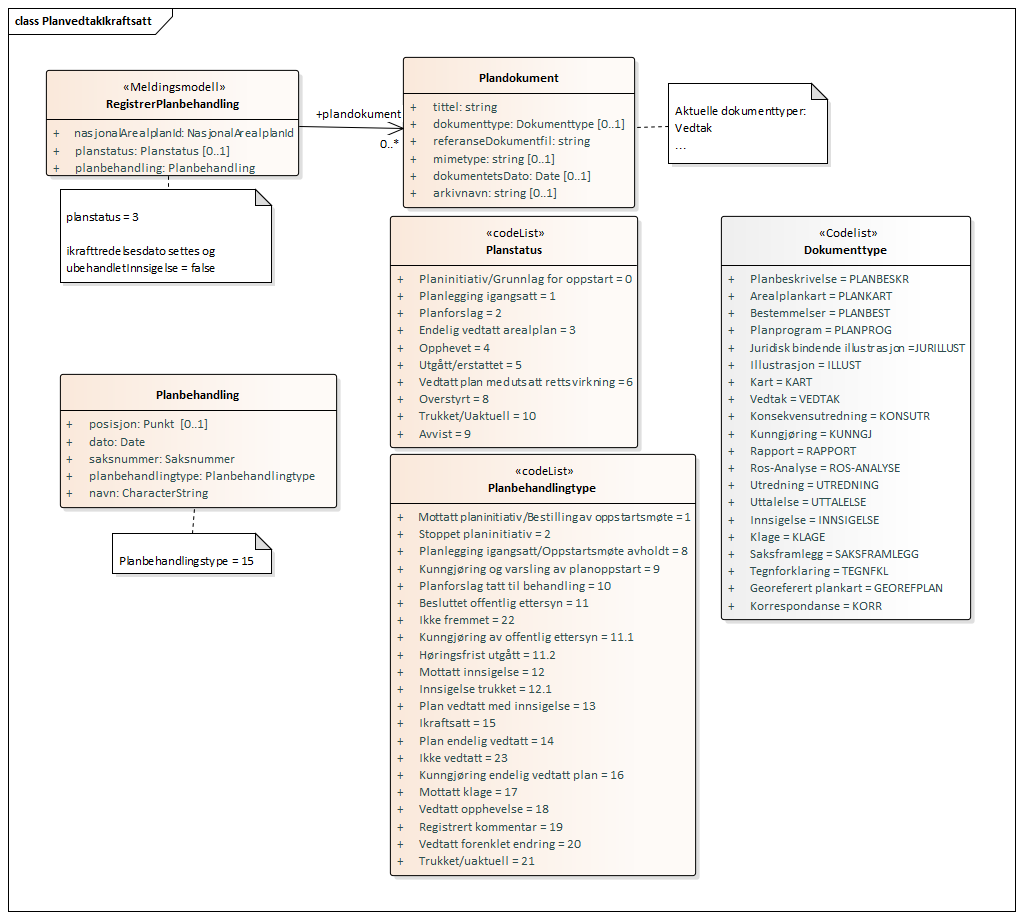 class PlanvedtakIkraftsatt
«Meldingsmodell»
RegistrerPlanbehandling
+ nasjonalArealplanId: NasjonalArealplanId
+ planstatus: Planstatus [0..1]
+ planbehandling: Planbehandling
+plandokument
0..*
Plandokument
+ tittel: string
+ dokumenttype: Dokumenttype [0..1]
+ referanseDokumentfil: string
+ mimetype: string [0..1]
+ dokumentetsDato: Date [0..1]
+ arkivnavn: string [0..1]
Aktuelle dokumenttyper:
Vedtak
...
planstatus = 3
ikrafttredelsesdato settes og
ubehandletInnsigelse = false
«codeList»
Planstatus
+ Planinitiativ/Grunnlag for oppstart = 0
+ Planlegging igangsatt = 1
+ Planforslag = 2
+ Endelig vedtatt arealplan = 3
+ Opphevet = 4
+ Utgått/erstattet = 5
+ Vedtatt plan med utsatt rettsvirkning = 6
+ Overstyrt = 8
+ Trukket/Uaktuell = 10
+ Avvist = 9
«Codelist»
Dokumenttype
+ Planbeskrivelse = PLANBESKR
+ Arealplankart = PLANKART
+ Bestemmelser = PLANBEST
+ Planprogram = PLANPROG
+ Juridisk bindende illustrasjon =JURILLUST
+ Illustrasjon = ILLUST
+ Kart = KART
+ Vedtak = VEDTAK
+ Konsekvensutredning = KONSUTR
+ Kunngjøring = KUNNGJ
+ Rapport = RAPPORT
+ Ros-Analyse = ROS-ANALYSE
+ Utredning = UTREDNING
+ Uttalelse = UTTALELSE
+ Innsigelse = INNSIGELSE
+ Klage = KLAGE
+ Saksframlegg = SAKSFRAMLEGG
+ Tegnforklaring = TEGNFKL
+ Georefert plankart = GEOREFPLAN
+ Korrespondanse = KORR
Planbehandling
+ posisjon: Punkt [0..1]
+ dato: Date
+ saksnummer: Saksnummer
+ planbehandlingtype: Planbehandlingtype
+ navn: CharacterString
Planbehandlingstype = 15
«codeList»
Planbehandlingtype
+ Mottatt planinitiativ/Bestilling av oppstartsmøte = 1
+ Stoppet planinitiativ = 2
+ Planlegging igangsatt/Oppstartsmøte avholdt = 8
+ Kunngjøring og varsling av planoppstart = 9
+ Planforslag tatt til behandling = 10
+ Besluttet offentlig ettersyn = 11
+ Ikke fremmet = 22
+ Kunngjøring av offentlig ettersyn = 11.1
+ Høringsfrist utgått = 11.2
+ Mottatt innsigelse = 12
+ Innsigelse trukket = 12.1
+ Plan vedtatt med innsigelse = 13
+ Ikraftsatt = 15
+ Plan endelig vedtatt = 14
+ Ikke vedtatt = 23
+ Kunngjøring endelig vedtatt plan = 16
+ Mottatt klage = 17
+ Vedtatt opphevelse = 18
+ Registrert kommentar = 19
+ Vedtatt forenklet endring = 20
+ Trukket/uaktuell = 21